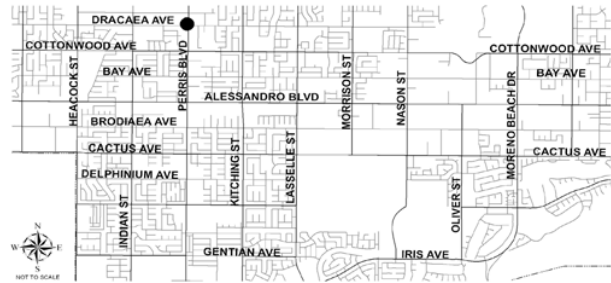 DRACAEA AVE
COTTONWOOD AVE
COTTONWOOD AVE
BAY AVE
BAY AVE
HEACOCK ST
PERRIS BLVD
ALESSANDRO BLVD
MORRISON ST
NASON ST
MORENO BEACH DR
BRODIAEA AVE
CACTUS AVE
CACTUS AVE
KITCHING ST
LASSELLE ST
DELPHINIUM AVE
INDIAN ST
OLIVER ST
GENTIAN AVE
IRIS AVE
N
W E
S
NOT TO SCALE